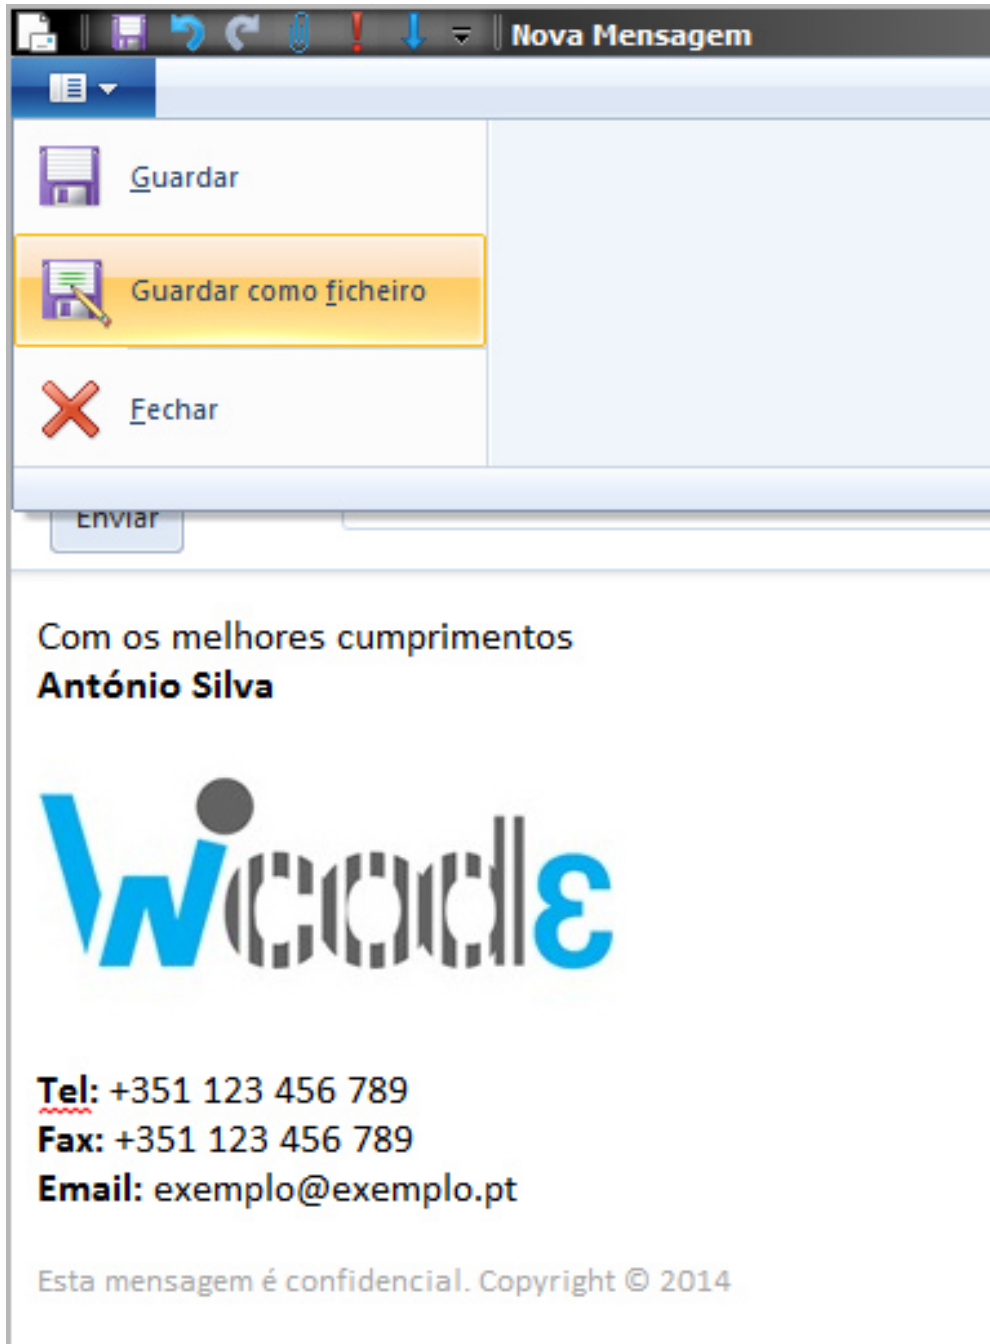 Nova Mensagem
Guardar
Guardar como ficheiro
Fechar
Enviar
Com os melhores cumprimentos
António Silva
Wicode
Tel: +351 123 456 789
Fax: +351 123 456 789
Email: exemplo@exemplo.pt
Esta mensagem é confidencial. Copyright © 2014